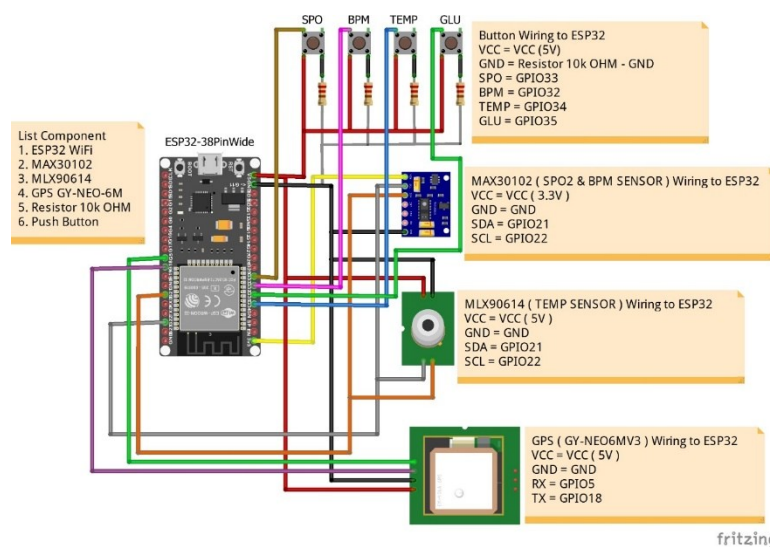 SPO
BPM
TEMP
GLU
Button Wiring to ESP32
VCC = VCC (5V)
GND = Resistor 10k OHM - GND
SPO = GPIO33
BPM = GPIO32
TEMP = GPIO34
GLU = GPIO35
List Component
1. ESP32 WiFi
2. MAX30102
3. MLX90614
4. GPS GY-NEO-6M
5. Resistor 10k OHM
6. Push Button
ESP32-38PinWide
MAX30102 ( SPO2 & BPM SENSOR ) Wiring to ESP32
VCC = VCC ( 3.3V)
GND = GND
SDA = GPIO21
SCL = GPIO22
MLX90614 ( TEMP SENSOR ) Wiring to ESP32
VCC = VCC ( 5V)
GND = GND
SDA = GPIO21
SCL = GPIO22
GPS ( GY-NEO6MV3 ) Wiring to ESP32
VCC = VCC ( 5V )
GND = GND
RX = GPIO5
TX = GPIO18
fritzing